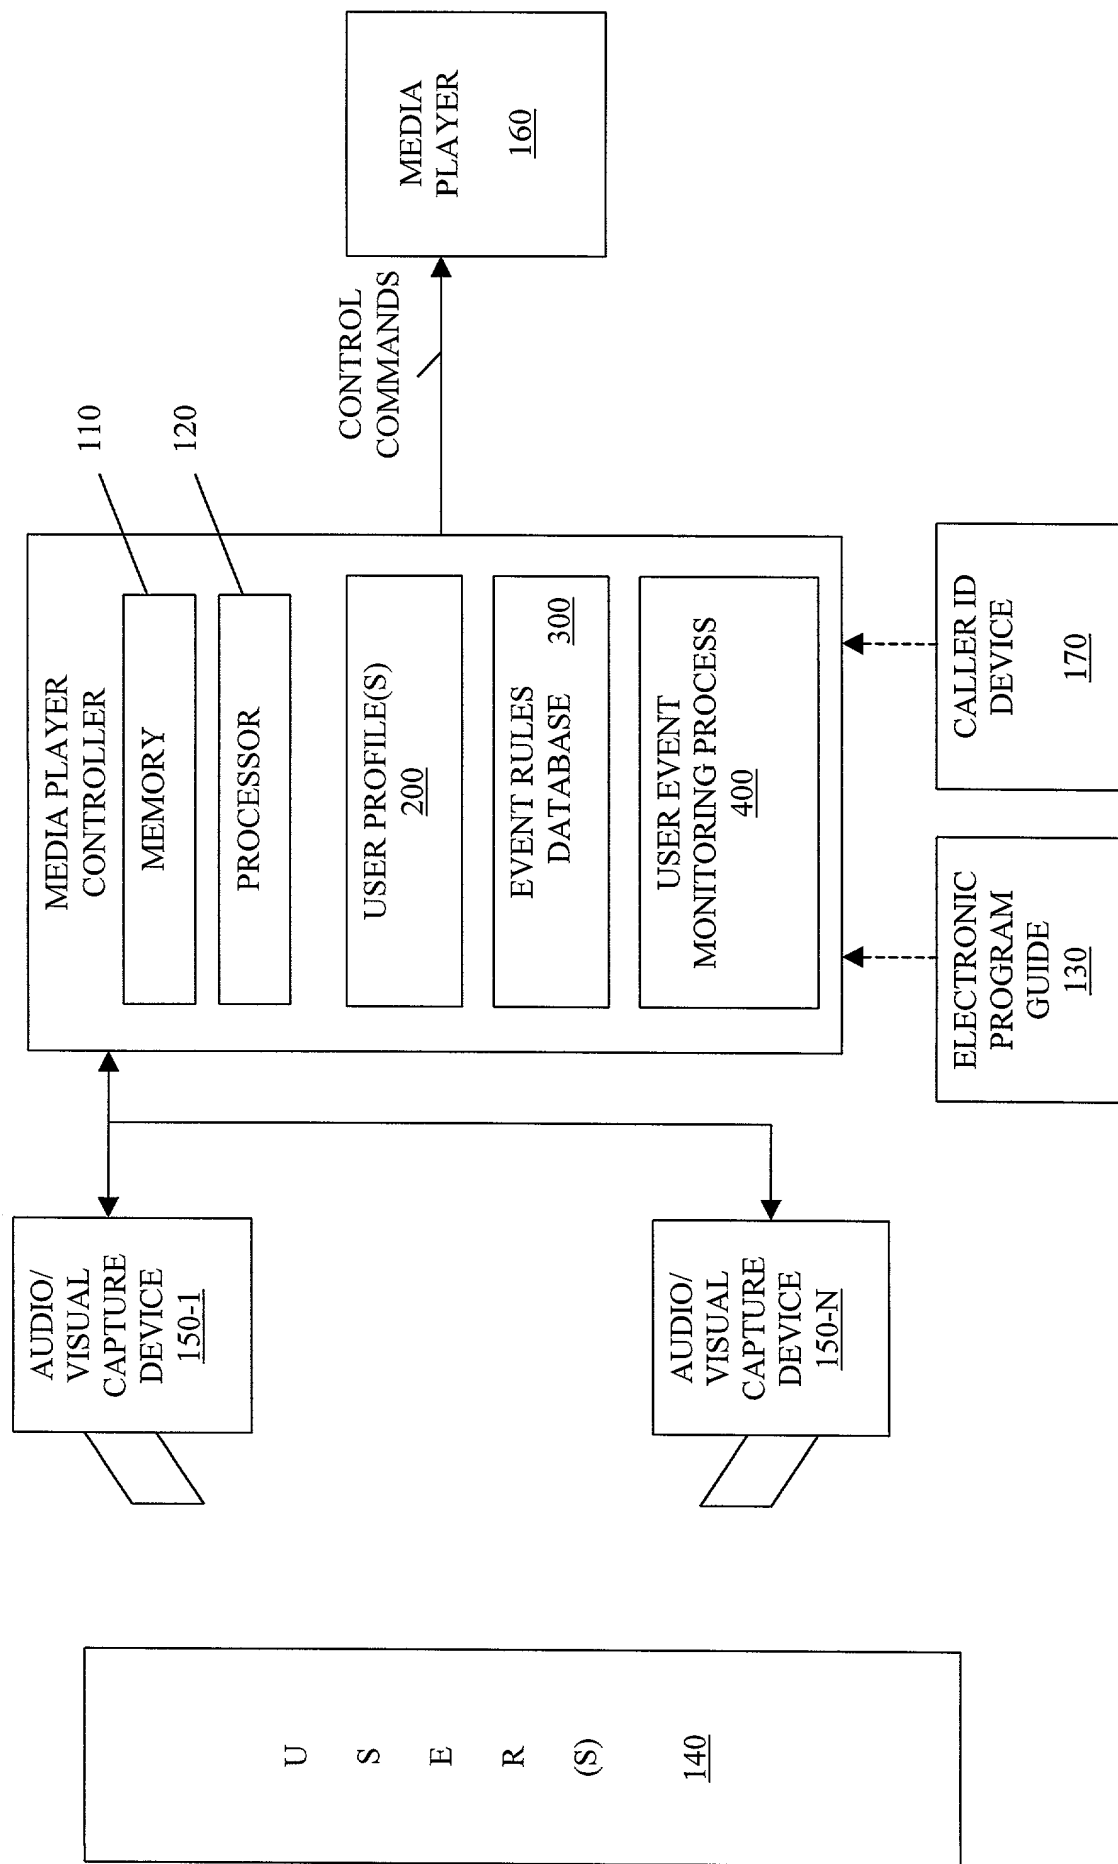 U
S
E
R
(S)
140
AUDIO/
VISUAL
CAPTURE
DEVICE
150-1
AUDIO/
VISUAL
CAPTURE
DEVICE
150-N
MEDIA PLAYER
CONTROLLER
MEMORY
110
PROCESSOR
120
USER PROFILE(S)
200
EVENT RULES
DATABASE
300
USER EVENT
MONITORING PROCESS
400
ELECTRONIC
PROGRAM
GUIDE
130
CALLER ID
DEVICE
170
CONTROL
COMMANDS
MEDIA
PLAYER
160